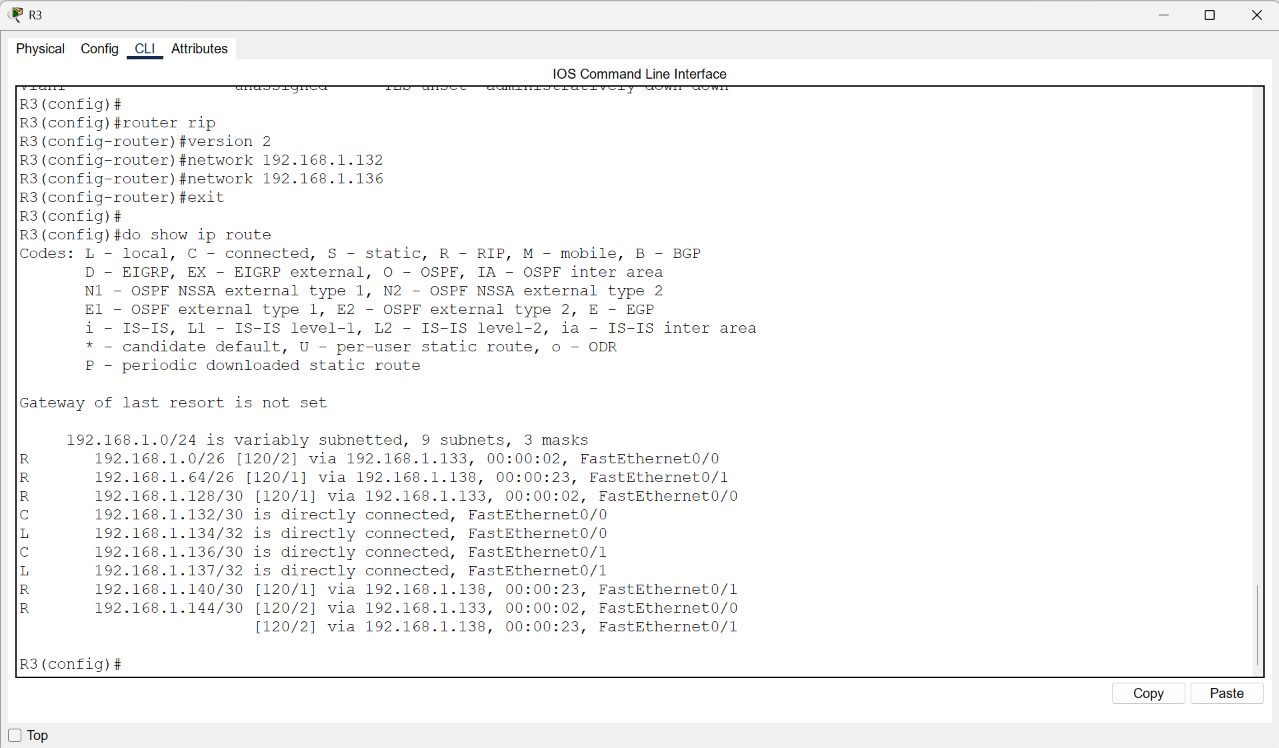 R3
Physical Config CLI Attributes
IOS Command Line Interface
R3(config)#
R3(config)#router rip
R3(config-router)#version 2
R3(config-router)#network 192.168.1.132
R3(config-router)#network 192.168.1.136
R3(config-router)#exit
R3(config)#
R3(config)#do show ip route
Codes: L - local, C - connected, S - static, R - RIP, M - mobile, B - BGP
       D - EIGRP, EX - EIGRP external, O - OSPF, IA - OSPF inter area
       N1 - OSPF NSSA external type 1, N2 - OSPF NSSA external type 2
       E1 - OSPF external type 1, E2 - OSPF external type 2, E - EGP
       i - IS-IS, L1 - IS-IS level-1, L2 - IS-IS level-2, ia - IS-IS inter area
       * - candidate default, U - per-user static route, o - ODR
       P - periodic downloaded static route
Gateway of last resort is not set
     192.168.1.0/24 is variably subnetted, 9 subnets, 3 masks
R       192.168.1.0/26 [120/2] via 192.168.1.133, 00:00:02, FastEthernet0/0
R       192.168.1.64/26 [120/1] via 192.168.1.138, 00:00:23, FastEthernet0/1
R       192.168.1.128/30 [120/1] via 192.168.1.133, 00:00:02, FastEthernet0/0
C       192.168.1.132/30 is directly connected, FastEthernet0/0
L       192.168.1.134/32 is directly connected, FastEthernet0/0
C       192.168.1.136/30 is directly connected, FastEthernet0/1
L       192.168.1.137/32 is directly connected, FastEthernet0/1
R       192.168.1.140/30 [120/1] via 192.168.1.138, 00:00:23, FastEthernet0/1
R       192.168.1.144/30 [120/2] via 192.168.1.133, 00:00:02, FastEthernet0/0
                         [120/2] via 192.168.1.138, 00:00:23, FastEthernet0/1
R3(config)#
Copy Paste
Top